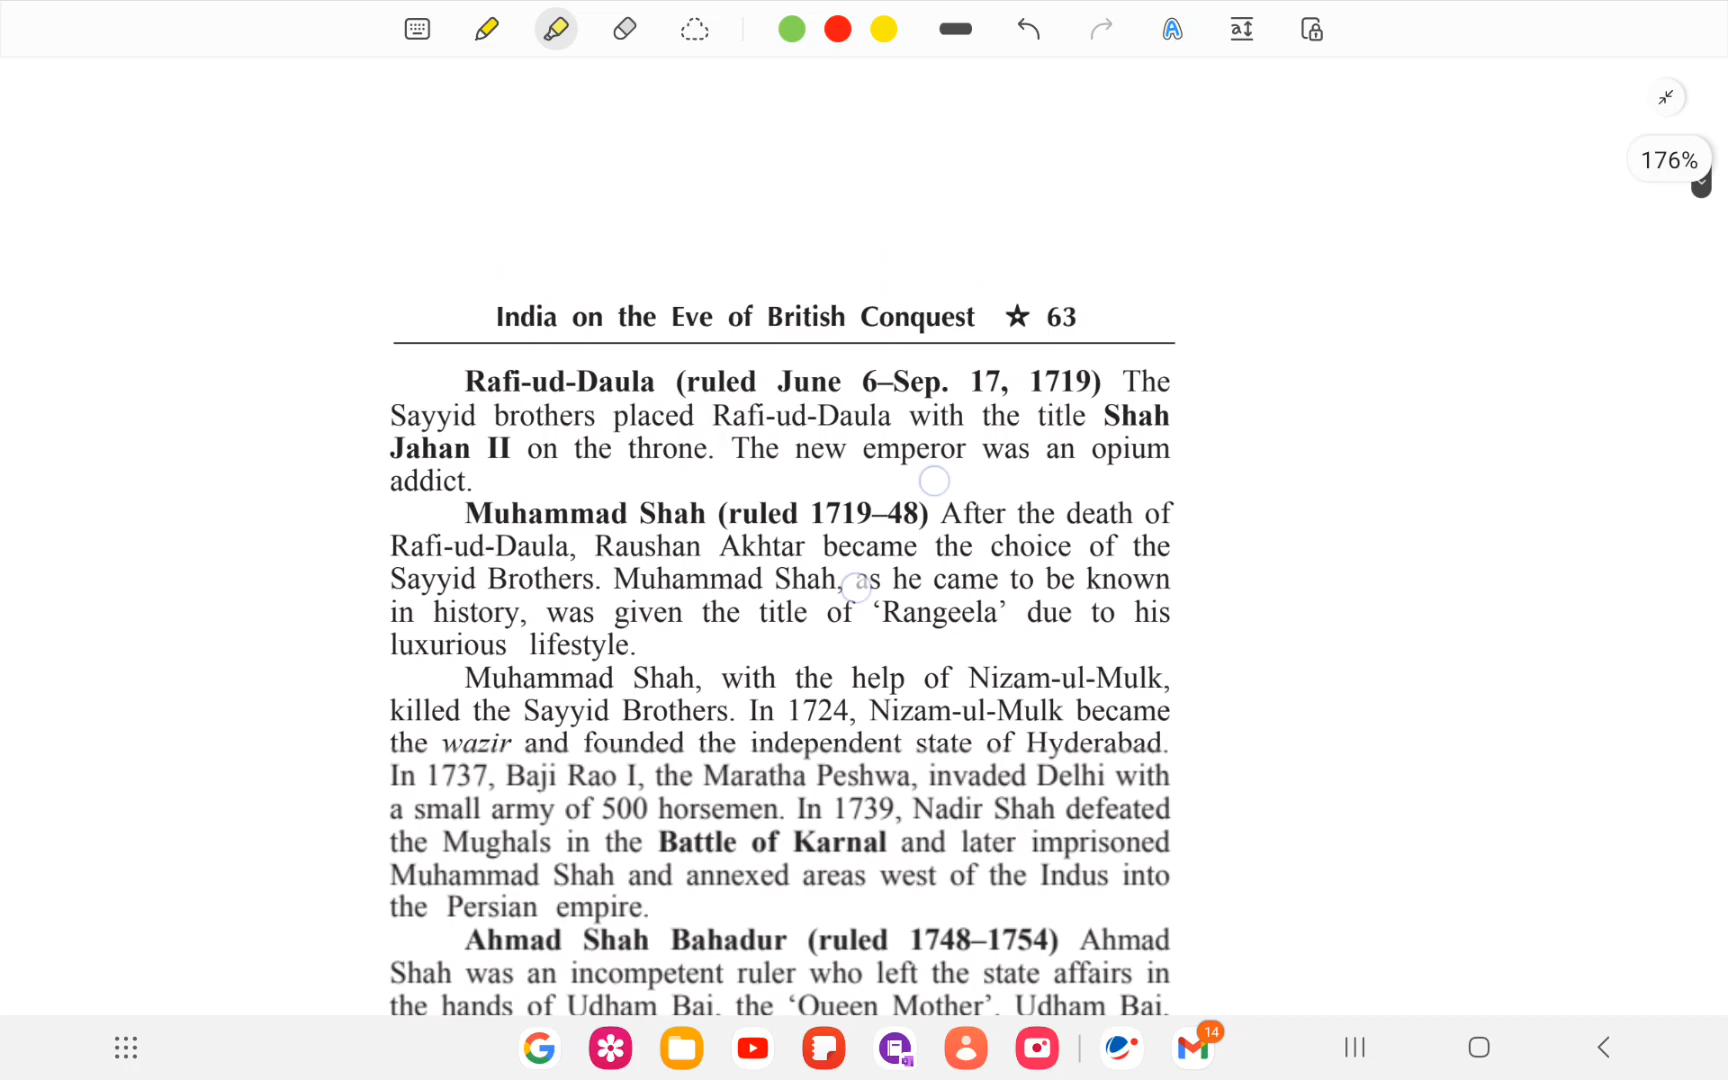 176%
India on the Eve of British Conquest ☆ 63
Rafi-ud-Daula (ruled June 6–Sep. 17, 1719) The
Sayyid brothers placed Rafi-ud-Daula with the title Shah
Jahan II on the throne. The new emperor was an opium
addict.
Muhammad Shah (ruled 1719–48) After the death of
Rafi-ud-Daula, Raushan Akhtar became the choice of the
Sayyid Brothers. Muhammad Shah, as he came to be known
in history, was given the title of ‘Rangeela’ due to his
luxurious lifestyle.
Muhammad Shah, with the help of Nizam-ul-Mulk,
killed the Sayyid Brothers. In 1724, Nizam-ul-Mulk became
the wazir and founded the independent state of Hyderabad.
In 1737, Baji Rao I, the Maratha Peshwa, invaded Delhi with
a small army of 500 horsemen. In 1739, Nadir Shah defeated
the Mughals in the Battle of Karnal and later imprisoned
Muhammad Shah and annexed areas west of the Indus into
the Persian empire.
Ahmad Shah Bahadur (ruled 1748–1754) Ahmad
Shah was an incompetent ruler who left the state affairs in
the hands of Udham Bai, the ‘Queen Mother’. Udham Bai,
14